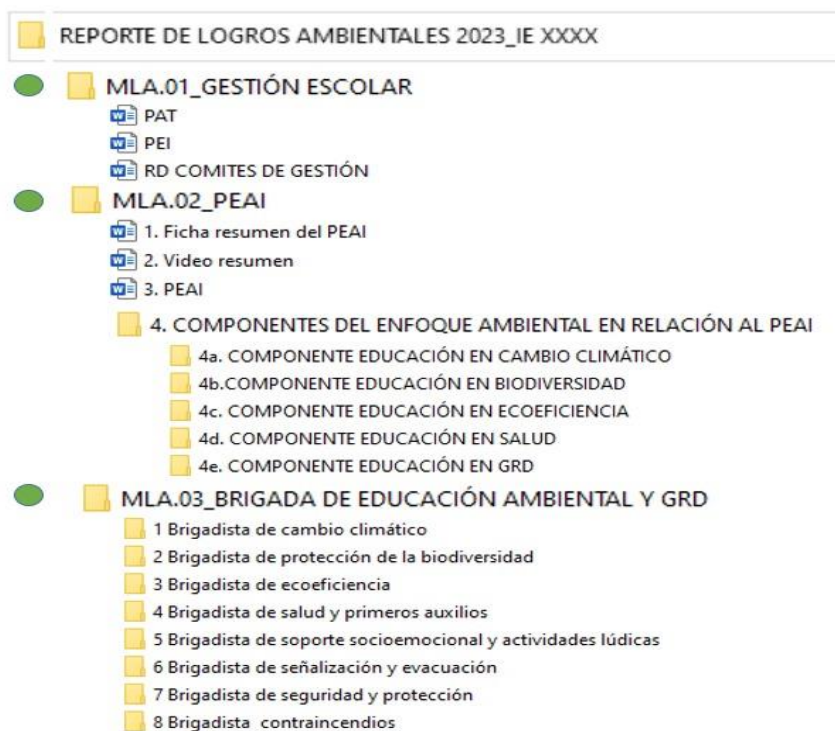 REPORTE DE LOGROS AMBIENTALES 2023_IE XXXX
MLA.01_GESTIÓN ESCOLAR
PAT
PEI
RD COMITES DE GESTIÓN
MLA.02_PEAI
1. Ficha resumen del PEAI
2. Video resumen
3. PEAI
4. COMPONENTES DEL ENFOQUE AMBIENTAL EN RELACIÓN AL PEAI
4a. COMPONENTE EDUCACIÓN EN CAMBIO CLIMÁTICO
4b.COMPONENTE EDUCACIÓN EN BIODIVERSIDAD
4c. COMPONENTE EDUCACIÓN EN ECOEFICIENCIA
4d. COMPONENTE EDUCACIÓN EN SALUD
4e. COMPONENTE EDUCACIÓN EN GRD
MLA.03_BRIGADA DE EDUCACIÓN AMBIENTAL Y GRD
1 Brigadista de cambio climático
2 Brigadista de protección de la biodiversidad
3 Brigadista de ecoeficiencia
4 Brigadista de salud y primeros auxilios
5 Brigadista de soporte socioemocional y actividades lúdicas
6 Brigadista de señalización y evacuación
7 Brigadista de seguridad y protección
8 Brigadista contraincendios